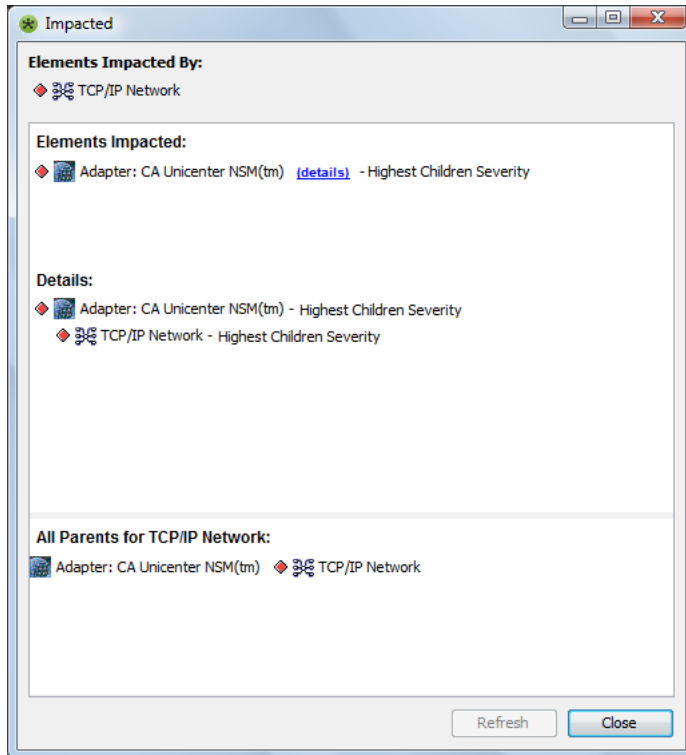 Impacted
Elements Impacted By:
TCP/IP Network
Elements Impacted:
Adapter: CA Unicenter NSM(tm) (details) - Highest Children Severity
Details:
Adapter: CA Unicenter NSM(tm) - Highest Children Severity
TCP/IP Network - Highest Children Severity
All Parents for TCP/IP Network:
Adapter: CA Unicenter NSM(tm) TCP/IP Network
Refresh Close